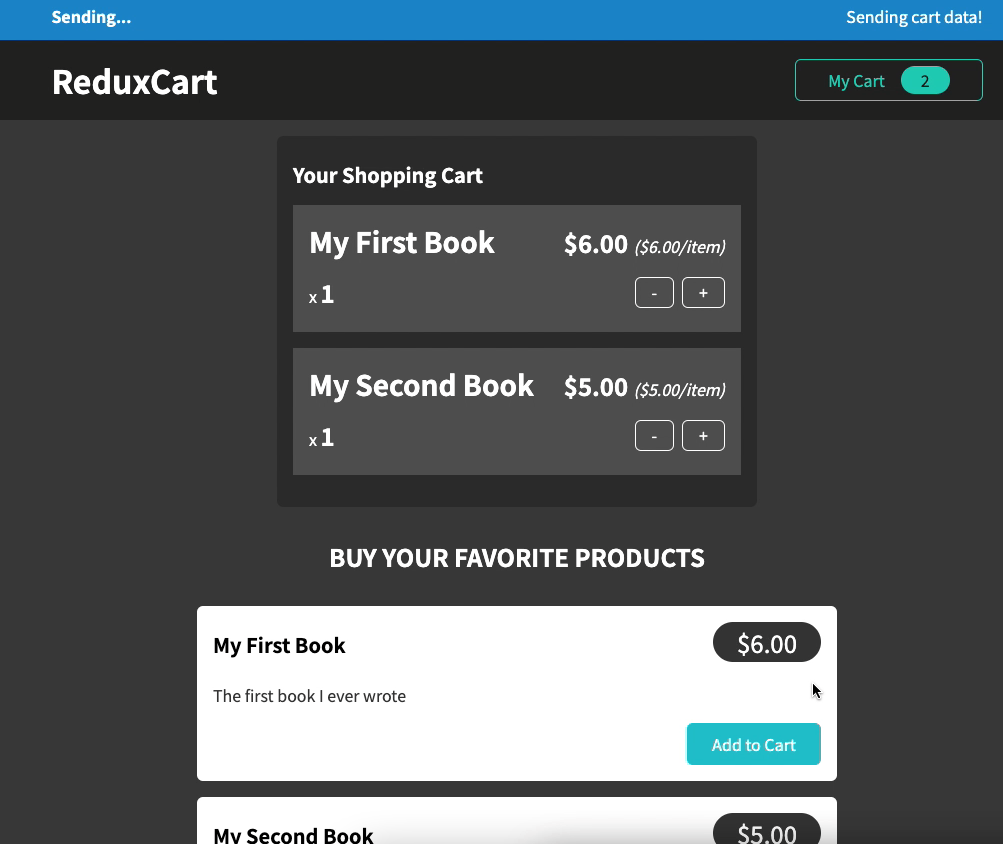 Sending... Sending cart data!
ReduxCart My Cart 2
Your Shopping Cart
My First Book $6.00 ($6.00/item)
x 1 - +
My Second Book $5.00 ($5.00/item)
x 1 - +
BUY YOUR FAVORITE PRODUCTS
My First Book $6.00
The first book I ever wrote
Add to Cart
My Second Book $5.00